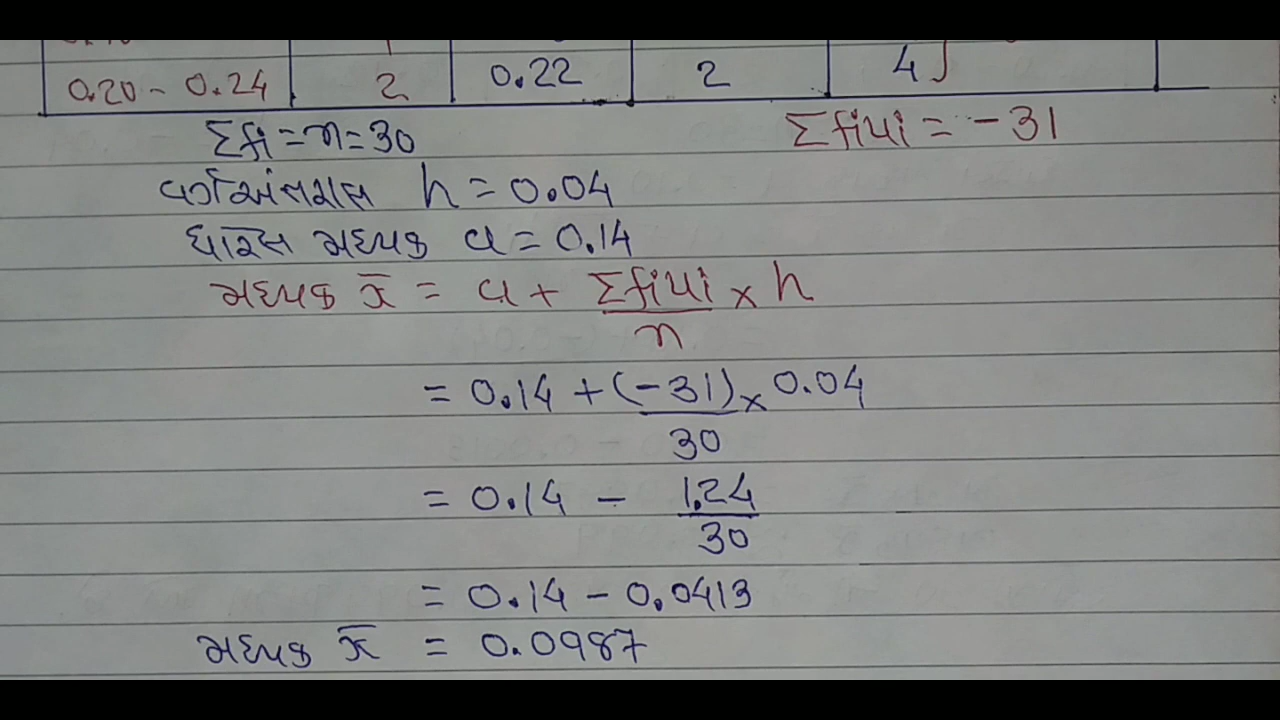 0.20 - 0.24 2 0.22 2 4
Σfi = n = 30 Σfiui = -31
વર્ગઅંતરાલ h = 0.04
ધારેલ મધ્યક a = 0.14
મધ્યક x̄ = a + Σfiui/n × h
= 0.14 + (-31)/30 × 0.04
= 0.14 - 1.24/30
= 0.14 - 0.0413
મધ્યક x̄ = 0.0987